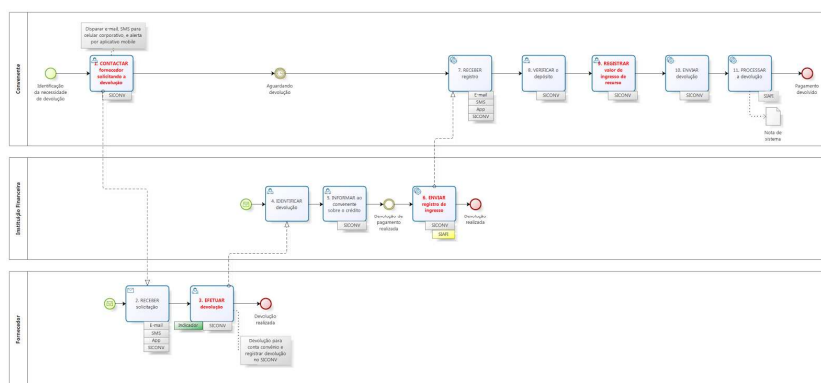 Convenente
Disparar e-mail, SMS para
celular corporativo, e alerta
por aplicativo mobile
Identificação
da necessidade
de devolução
1. CONTACTAR
fornecedor
solicitando a
devolução
SICONV
Aguardando
devolução
7. RECEBER
registro
E-mail
SMS
App
SICONV
8. VERIFICAR o
depósito
SICONV
9. REGISTRAR
valor do
ingresso de
recurso
SICONV
10. ENVIAR
devolução
SICONV
11. PROCESSAR
a devolução
SIAFI
Nota de
sistema
Pagamento
devolvido
Instituição Financeira
4. IDENTIFICAR
devolução
5. INFORMAR ao
convenente
sobre o crédito
SICONV
Devolução de
pagamento
realizada
6. ENVIAR
registro de
ingresso
SICONV
SIAFI
Devolução
realizada
Fornecedor
2. RECEBER
solicitação
E-mail
SMS
App
SICONV
3. EFETUAR
devolução
Indicador
SICONV
Devolução
realizada
Devolução para
conta convênio e
registrar devolução
no SICONV